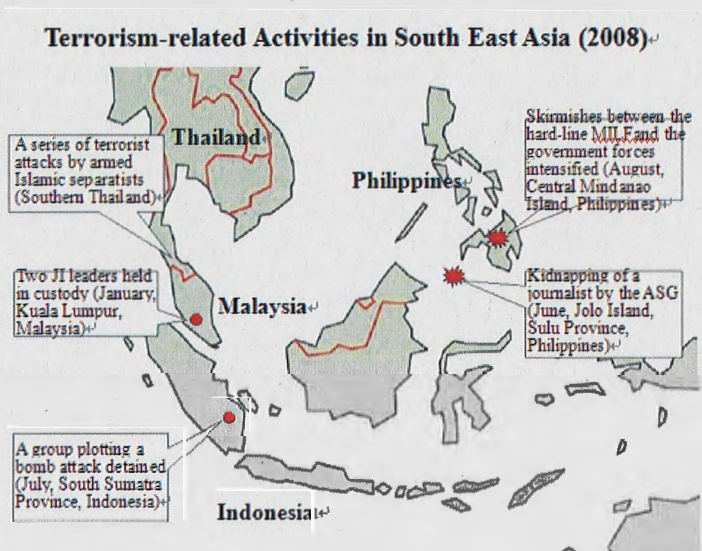 Terrorism-related Activities in South East Asia (2008)
Thailand
A series of terrorist
attacks by armed
Islamic separatists
(Southern Thailand)
Philippines
Skirmishes between the
hard-line MILFand the
government forces
intensified (August,
Central Mindanao
Island, Philippines)
Two JI leaders held
in custody (January,
Kuala Lumpur,
Malaysia)
Malaysia
Kidnapping of a
journalist by the ASG
(June, Jolo Island,
Sulu Province,
Philippines)
A group plotting a
bomb attack detained
(July, South Sumatra
Province, Indonesia)
Indonesia